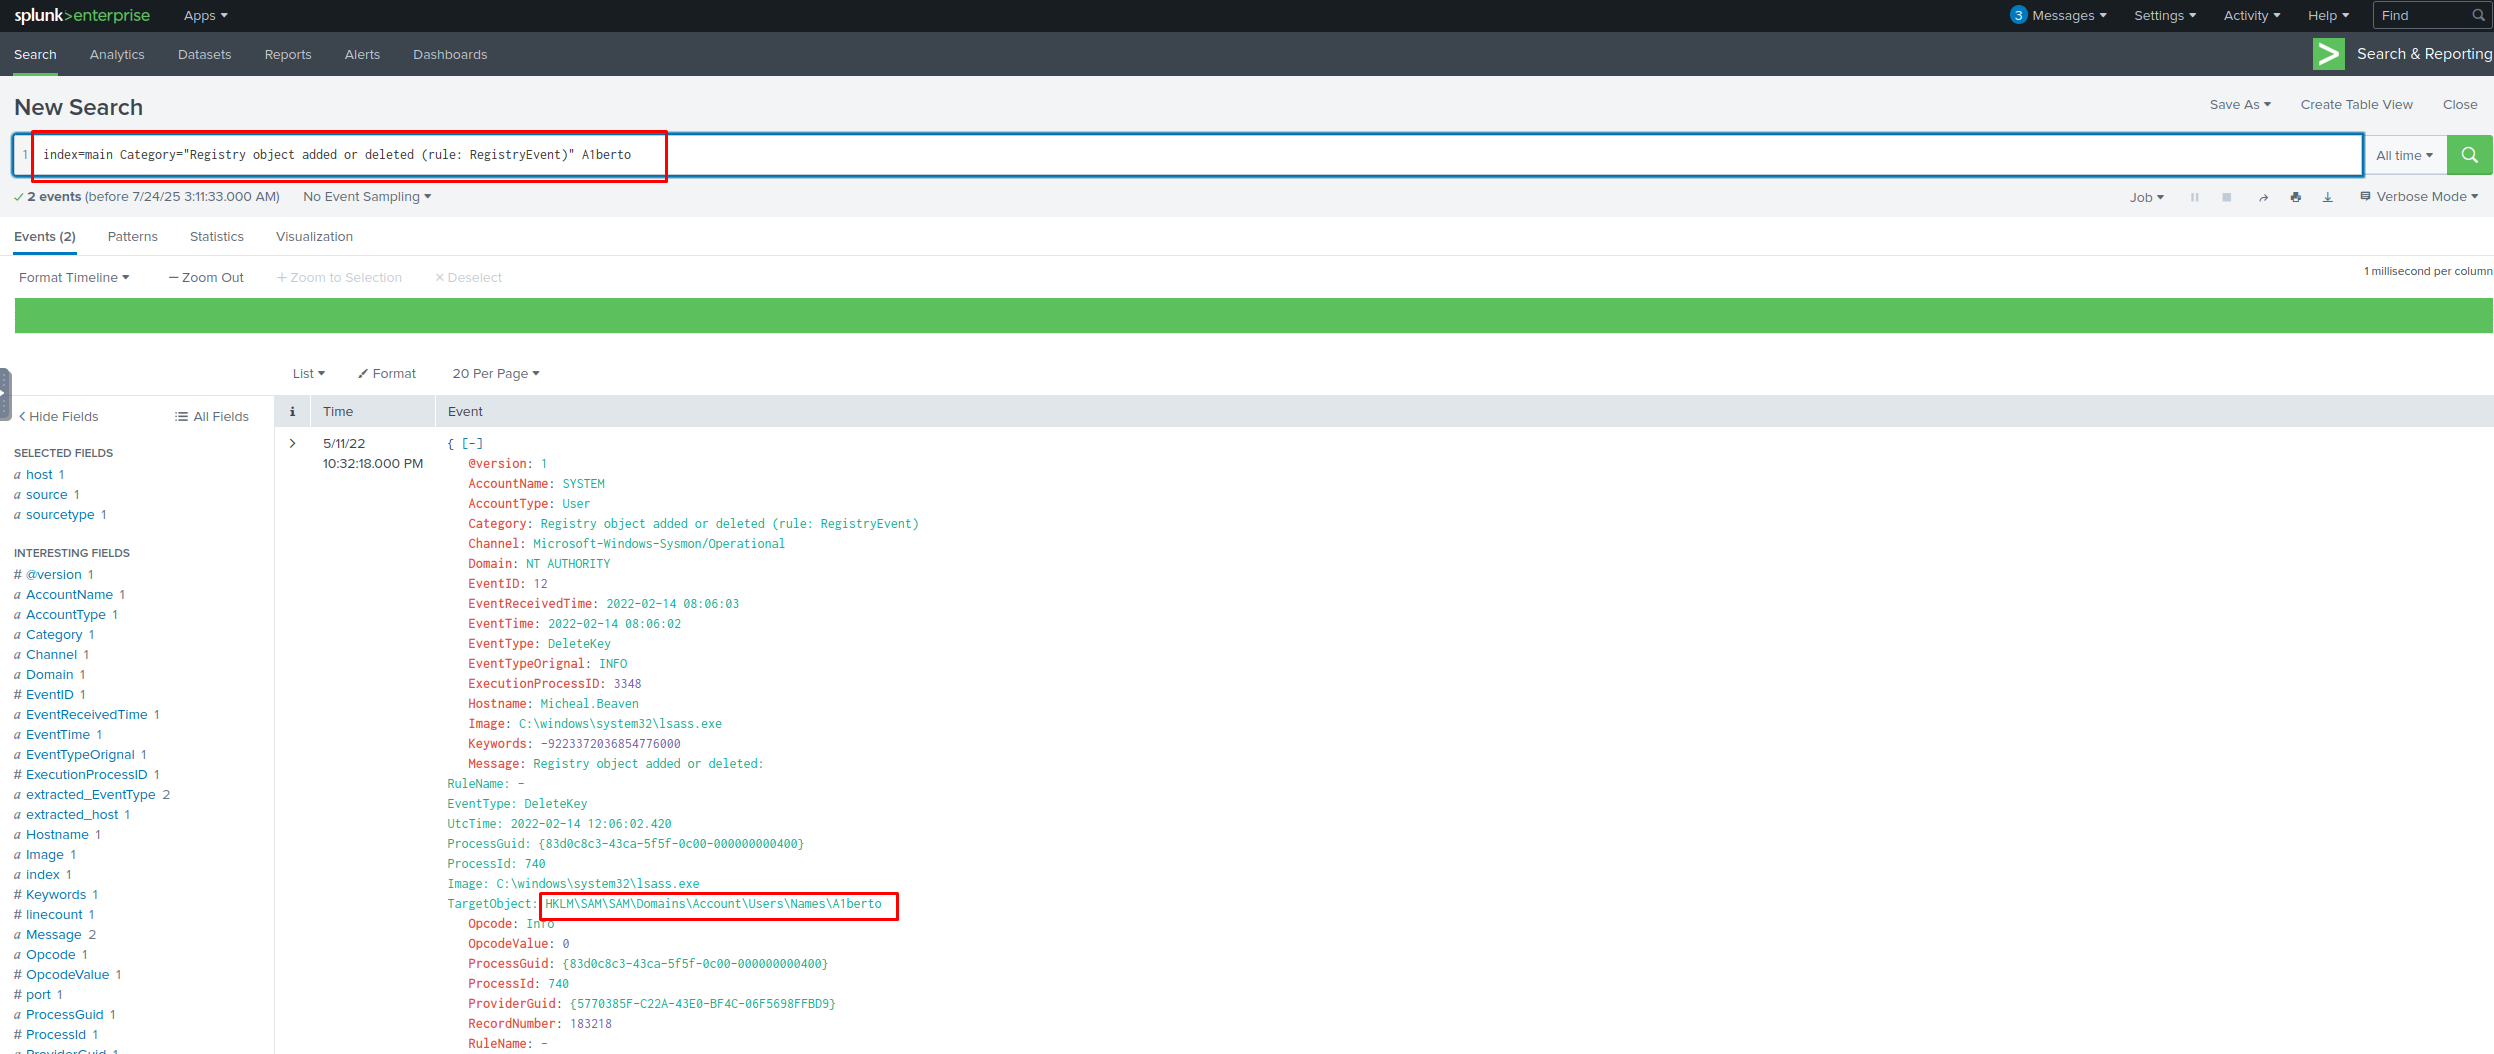 splunk>enterprise Apps 3 Messages Settings Activity Help Find
Search Analytics Datasets Reports Alerts Dashboards Search & Reporting
New Search Save As Create Table View Close
1 index=main Category="Registry object added or deleted (rule: RegistryEvent)" A1berto All time
2 events (before 7/24/25 3:11:33.000 AM) No Event Sampling Job Verbose Mode
Events (2) Patterns Statistics Visualization
Format Timeline — Zoom Out + Zoom to Selection × Deselect 1 millisecond per column
List Format 20 Per Page
< Hide Fields All Fields i Time Event
SELECTED FIELDS
a host 1
a source 1
a sourcetype 1
INTERESTING FIELDS
# @version 1
a AccountName 1
a AccountType 1
a Category 1
a Channel 1
a Domain 1
# EventID 1
a EventReceivedTime 1
a EventTime 1
a EventTypeOrignal 1
# ExecutionProcessID 1
a extracted_EventType 2
a extracted_host 1
a Hostname 1
a Image 1
a index 1
# Keywords 1
# linecount 1
a Message 2
a Opcode 1
# OpcodeValue 1
# port 1
a ProcessGuid 1
# ProcessId 1
a ProviderGuid 1
> 5/11/22
10:32:18.000 PM
{ [-]
@version: 1
AccountName: SYSTEM
AccountType: User
Category: Registry object added or deleted (rule: RegistryEvent)
Channel: Microsoft-Windows-Sysmon/Operational
Domain: NT AUTHORITY
EventID: 12
EventReceivedTime: 2022-02-14 08:06:03
EventTime: 2022-02-14 08:06:02
EventType: DeleteKey
EventTypeOrignal: INFO
ExecutionProcessID: 3348
Hostname: Micheal.Beaven
Image: C:\windows\system32\lsass.exe
Keywords: -9223372036854776000
Message: Registry object added or deleted:
RuleName: -
EventType: DeleteKey
UtcTime: 2022-02-14 12:06:02.420
ProcessGuid: {83d0c8c3-43ca-5f5f-0c00-000000000400}
ProcessId: 740
Image: C:\windows\system32\lsass.exe
TargetObject: HKLM\SAM\SAM\Domains\Account\Users\Names\A1berto
Opcode: Info
OpcodeValue: 0
ProcessGuid: {83d0c8c3-43ca-5f5f-0c00-000000000400}
ProcessId: 740
ProviderGuid: {5770385F-C22A-43E0-BF4C-06F5698FFBD9}
RecordNumber: 183218
RuleName: -